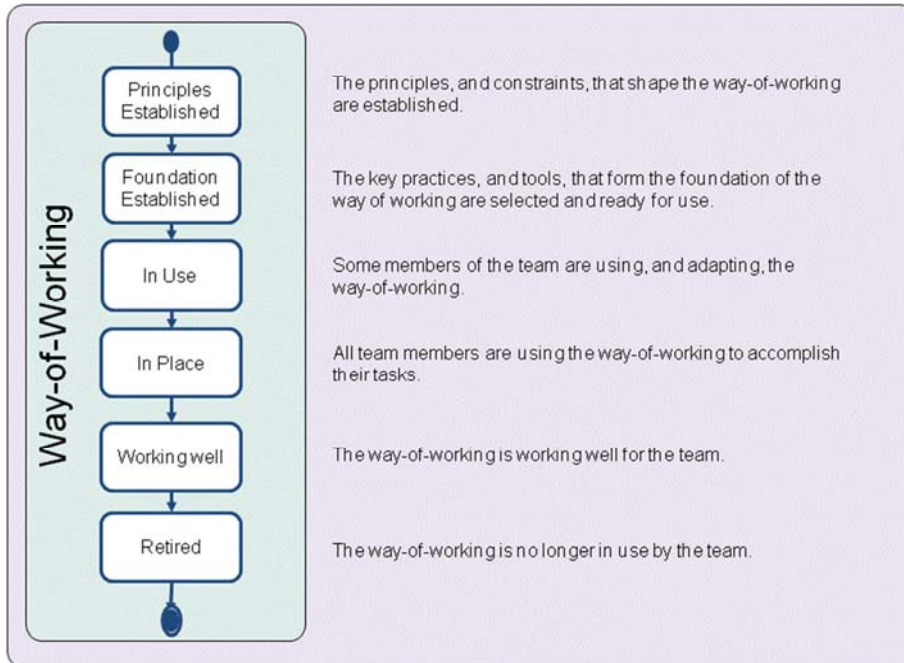 Way-of-Working
Principles
Established
The principles, and constraints, that shape the way-of-working
are established.
Foundation
Established
The key practices, and tools, that form the foundation of the
way of working are selected and ready for use.
In Use
Some members of the team are using, and adapting, the
way-of-working.
In Place
All team members are using the way-of-working to accomplish
their tasks.
Working well
The way-of-working is working well for the team.
Retired
The way-of-working is no longer in use by the team.